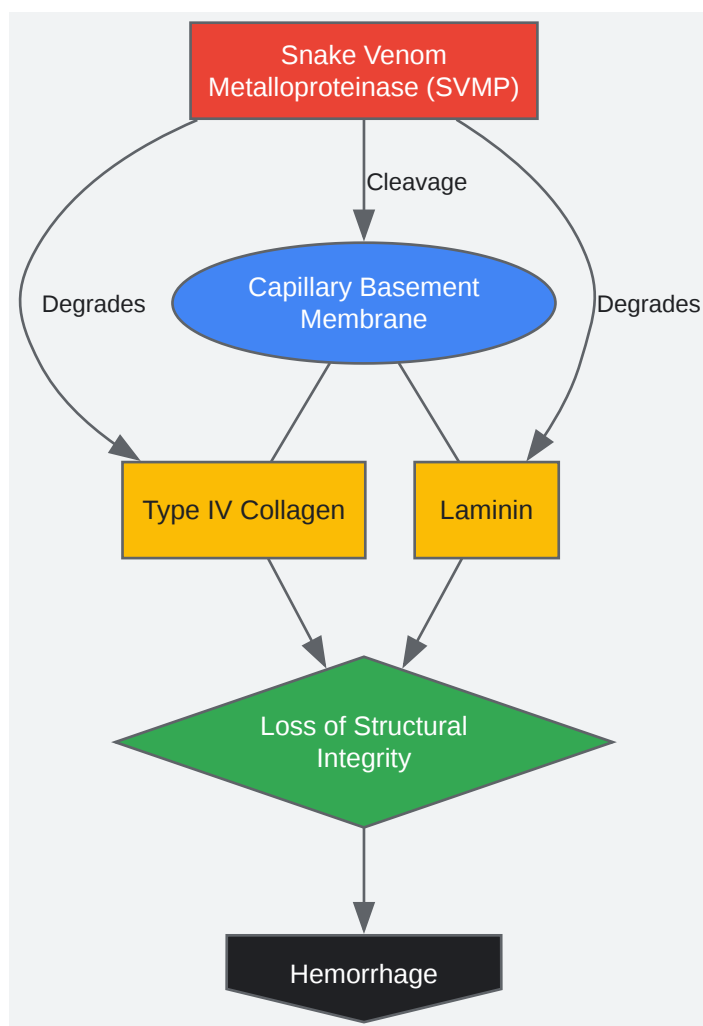 Snake Venom
Metalloproteinase (SVMP)
Cleavage
Degrades
Capillary Basement
Membrane
Degrades
Type IV Collagen
Laminin
Loss of Structural
Integrity
Hemorrhage